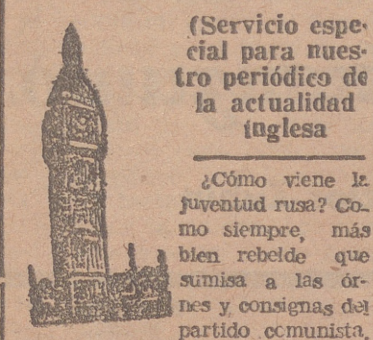 (Servicio espe-
cial para nues-
tro periódico de
la actualidad
inglesa
¿Cómo viene la
juventud rusa? Co-
mo siempre, más
bien rebelde que
sumisa a las ór-
nes y consignas del
partido comunista,